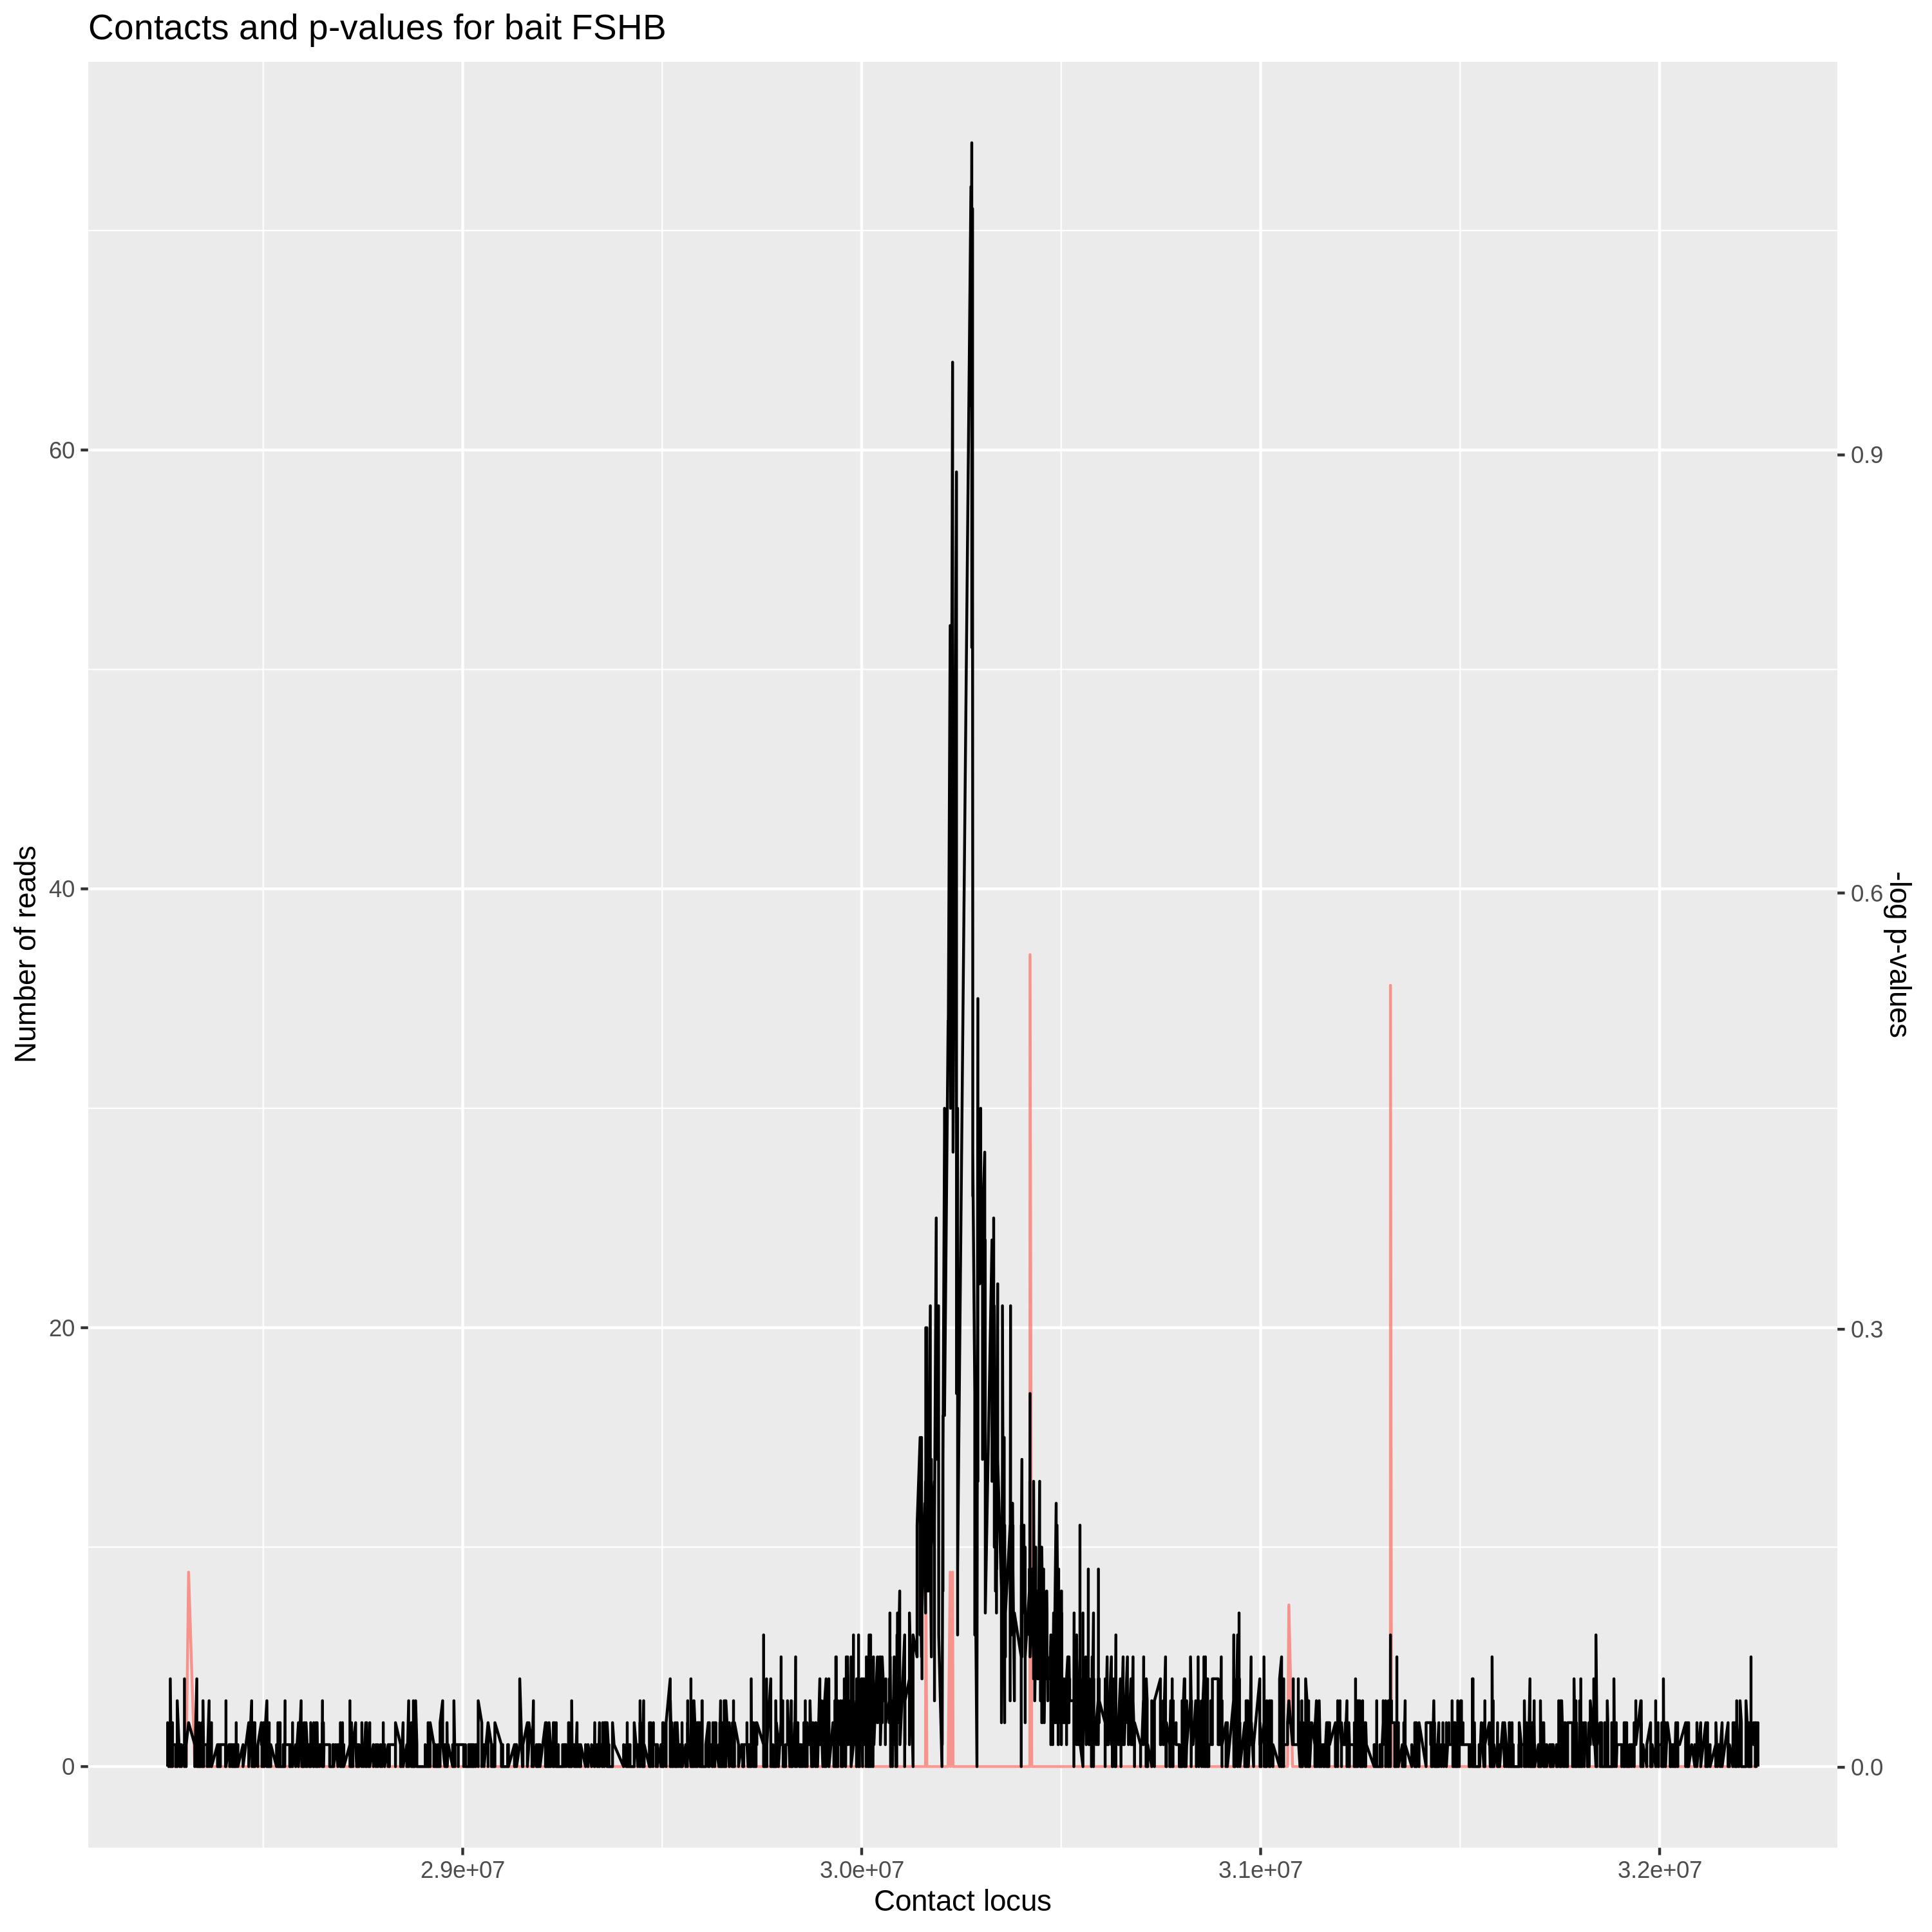 Contacts and p-values for bait FSHB
Number of reads
60
40
20
0
0.9
0.6
0.3
0.0
-log p-values
2.9e+07
3.0e+07
3.1e+07
3.2e+07
Contact locus